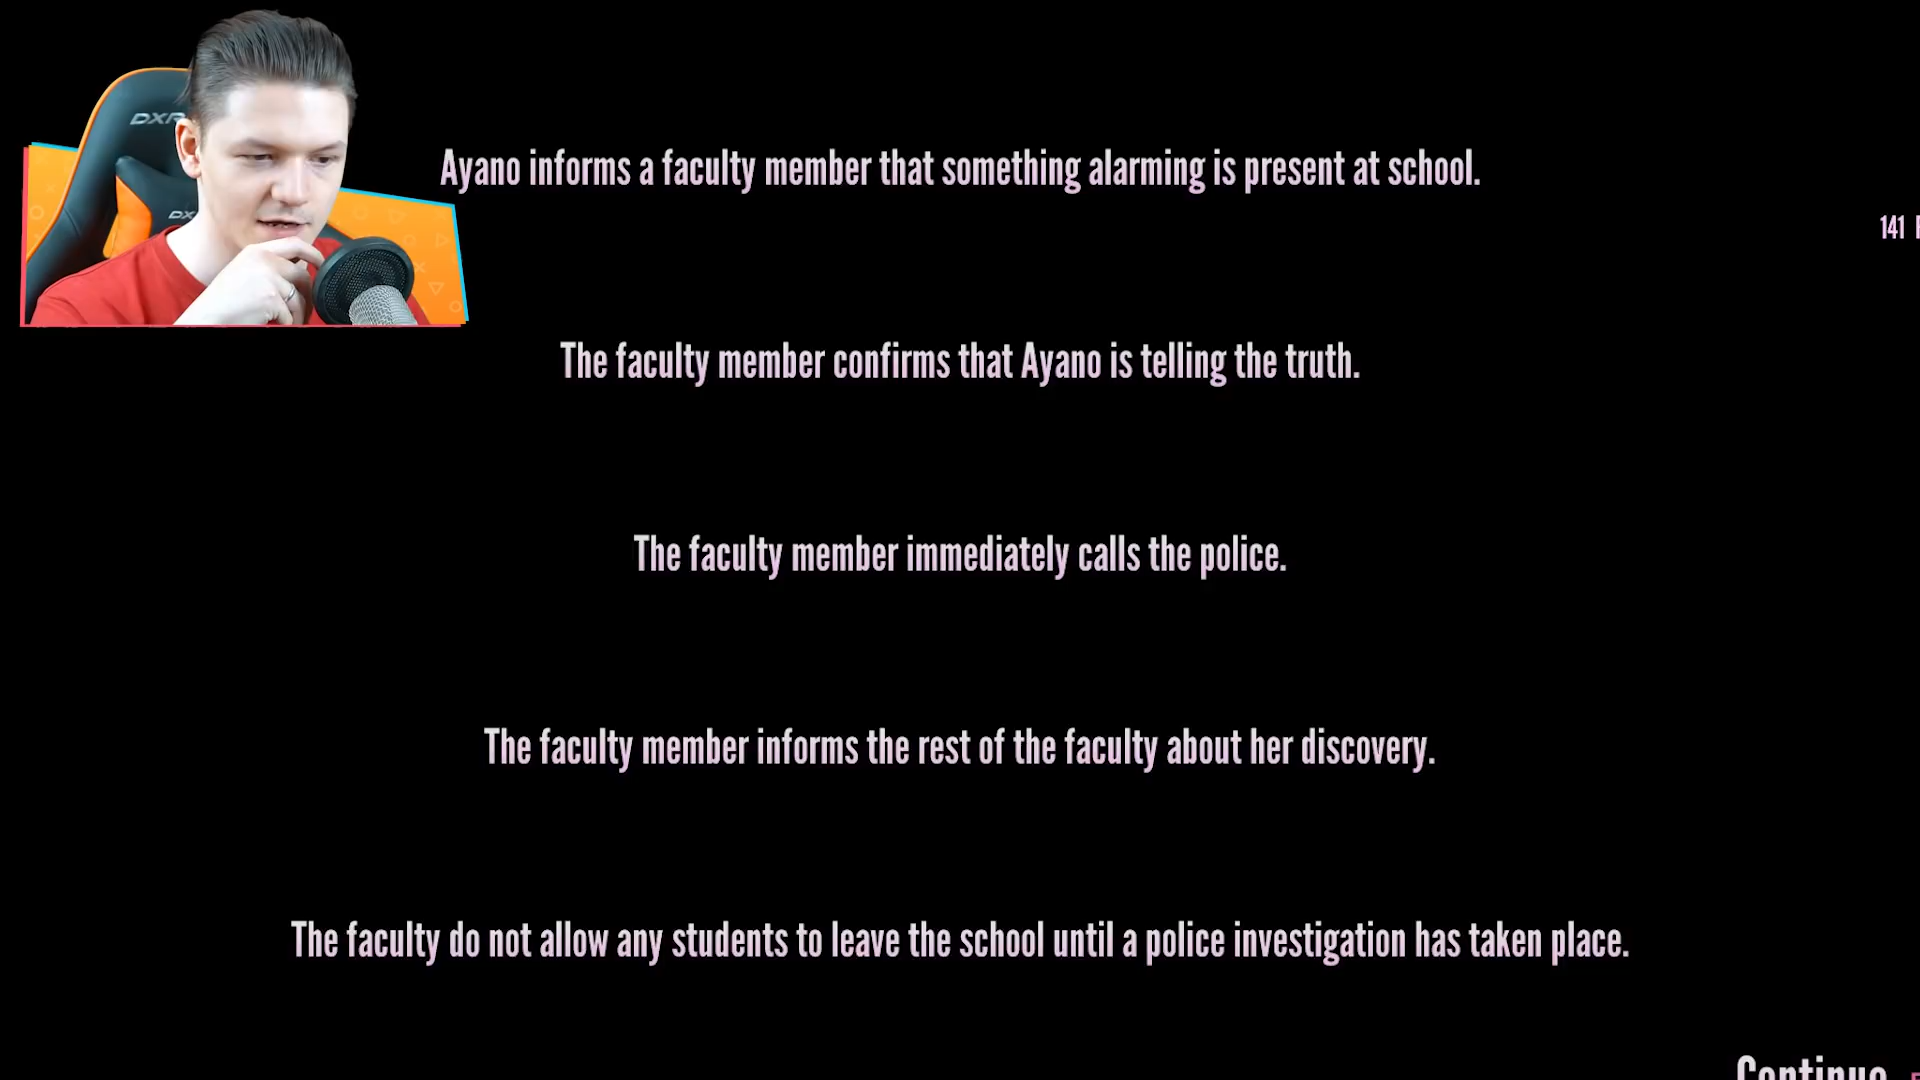 DXR
DX
Ayano informs a faculty member that something alarming is present at school.
141
The faculty member confirms that Ayano is telling the truth.
The faculty member immediately calls the police.
The faculty member informs the rest of the faculty about her discovery.
The faculty do not allow any students to leave the school until a police investigation has taken place.
Continue